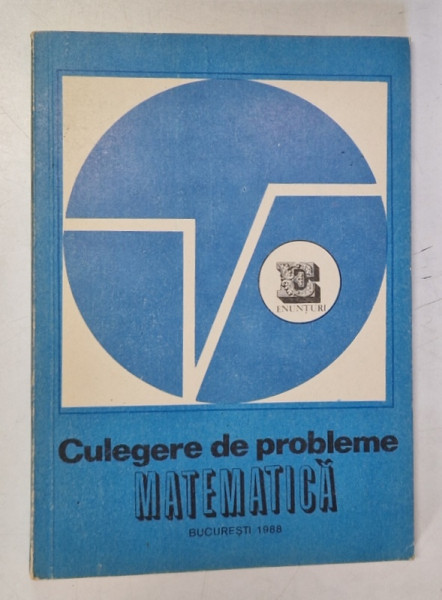 E
ENUNȚURI
Culegere de probleme
MATEMATICĂ
BUCUREȘTI 1988